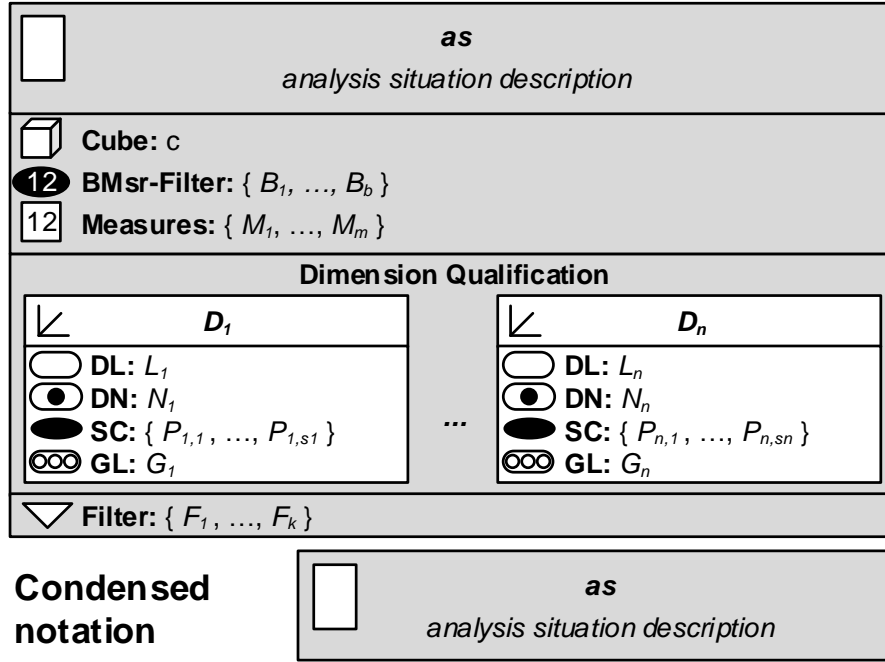 as
analysis situation description
Cube: c
12 BMsr-Filter: { B1, …, Bb }
12 Measures: { M1, …, Mm }
Dimension Qualification
D1
DL: L1
DN: N1
SC: { P1,1 , …, P1,s1 }
GL: G1
...
Dn
DL: Ln
DN: Nn
SC: { Pn,1 , …, Pn,sn }
GL: Gn
Filter: { F1 , …, Fk }
Condensed
notation
as
analysis situation description